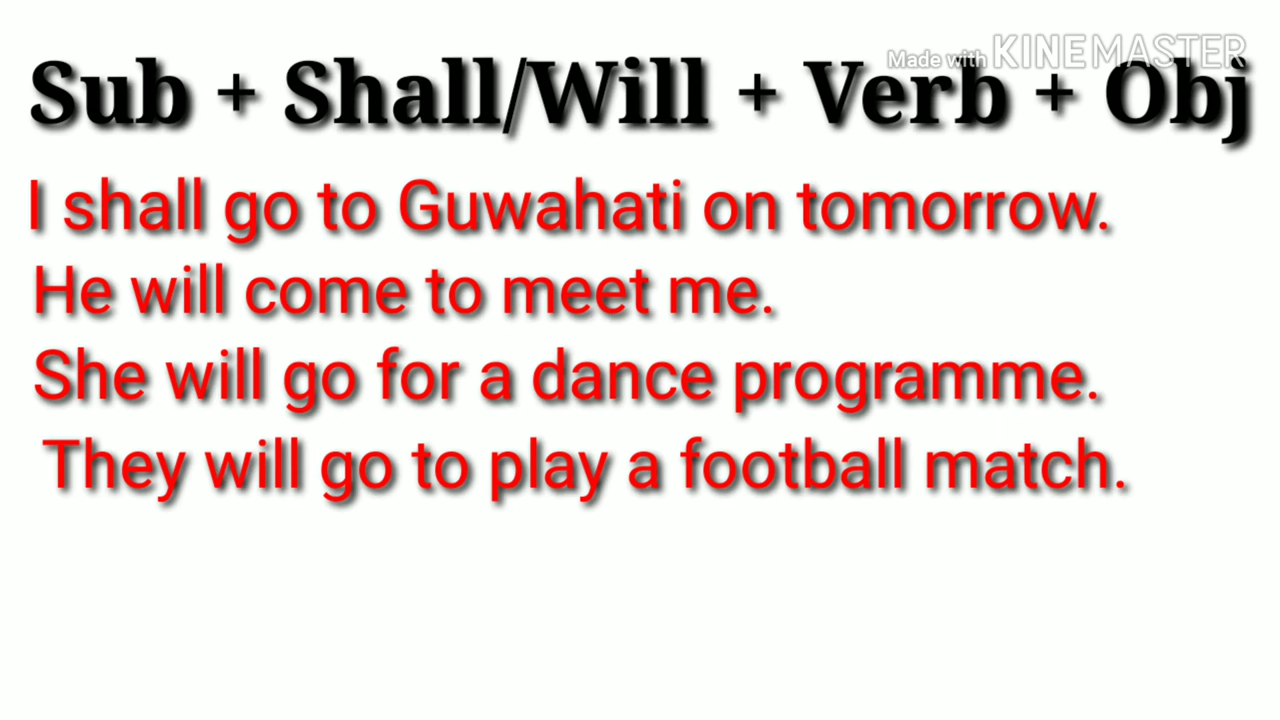 Made with KINEMASTER
Sub + Shall/Will + Verb + Obj
I shall go to Guwahati on tomorrow.
He will come to meet me.
She will go for a dance programme.
They will go to play a football match.